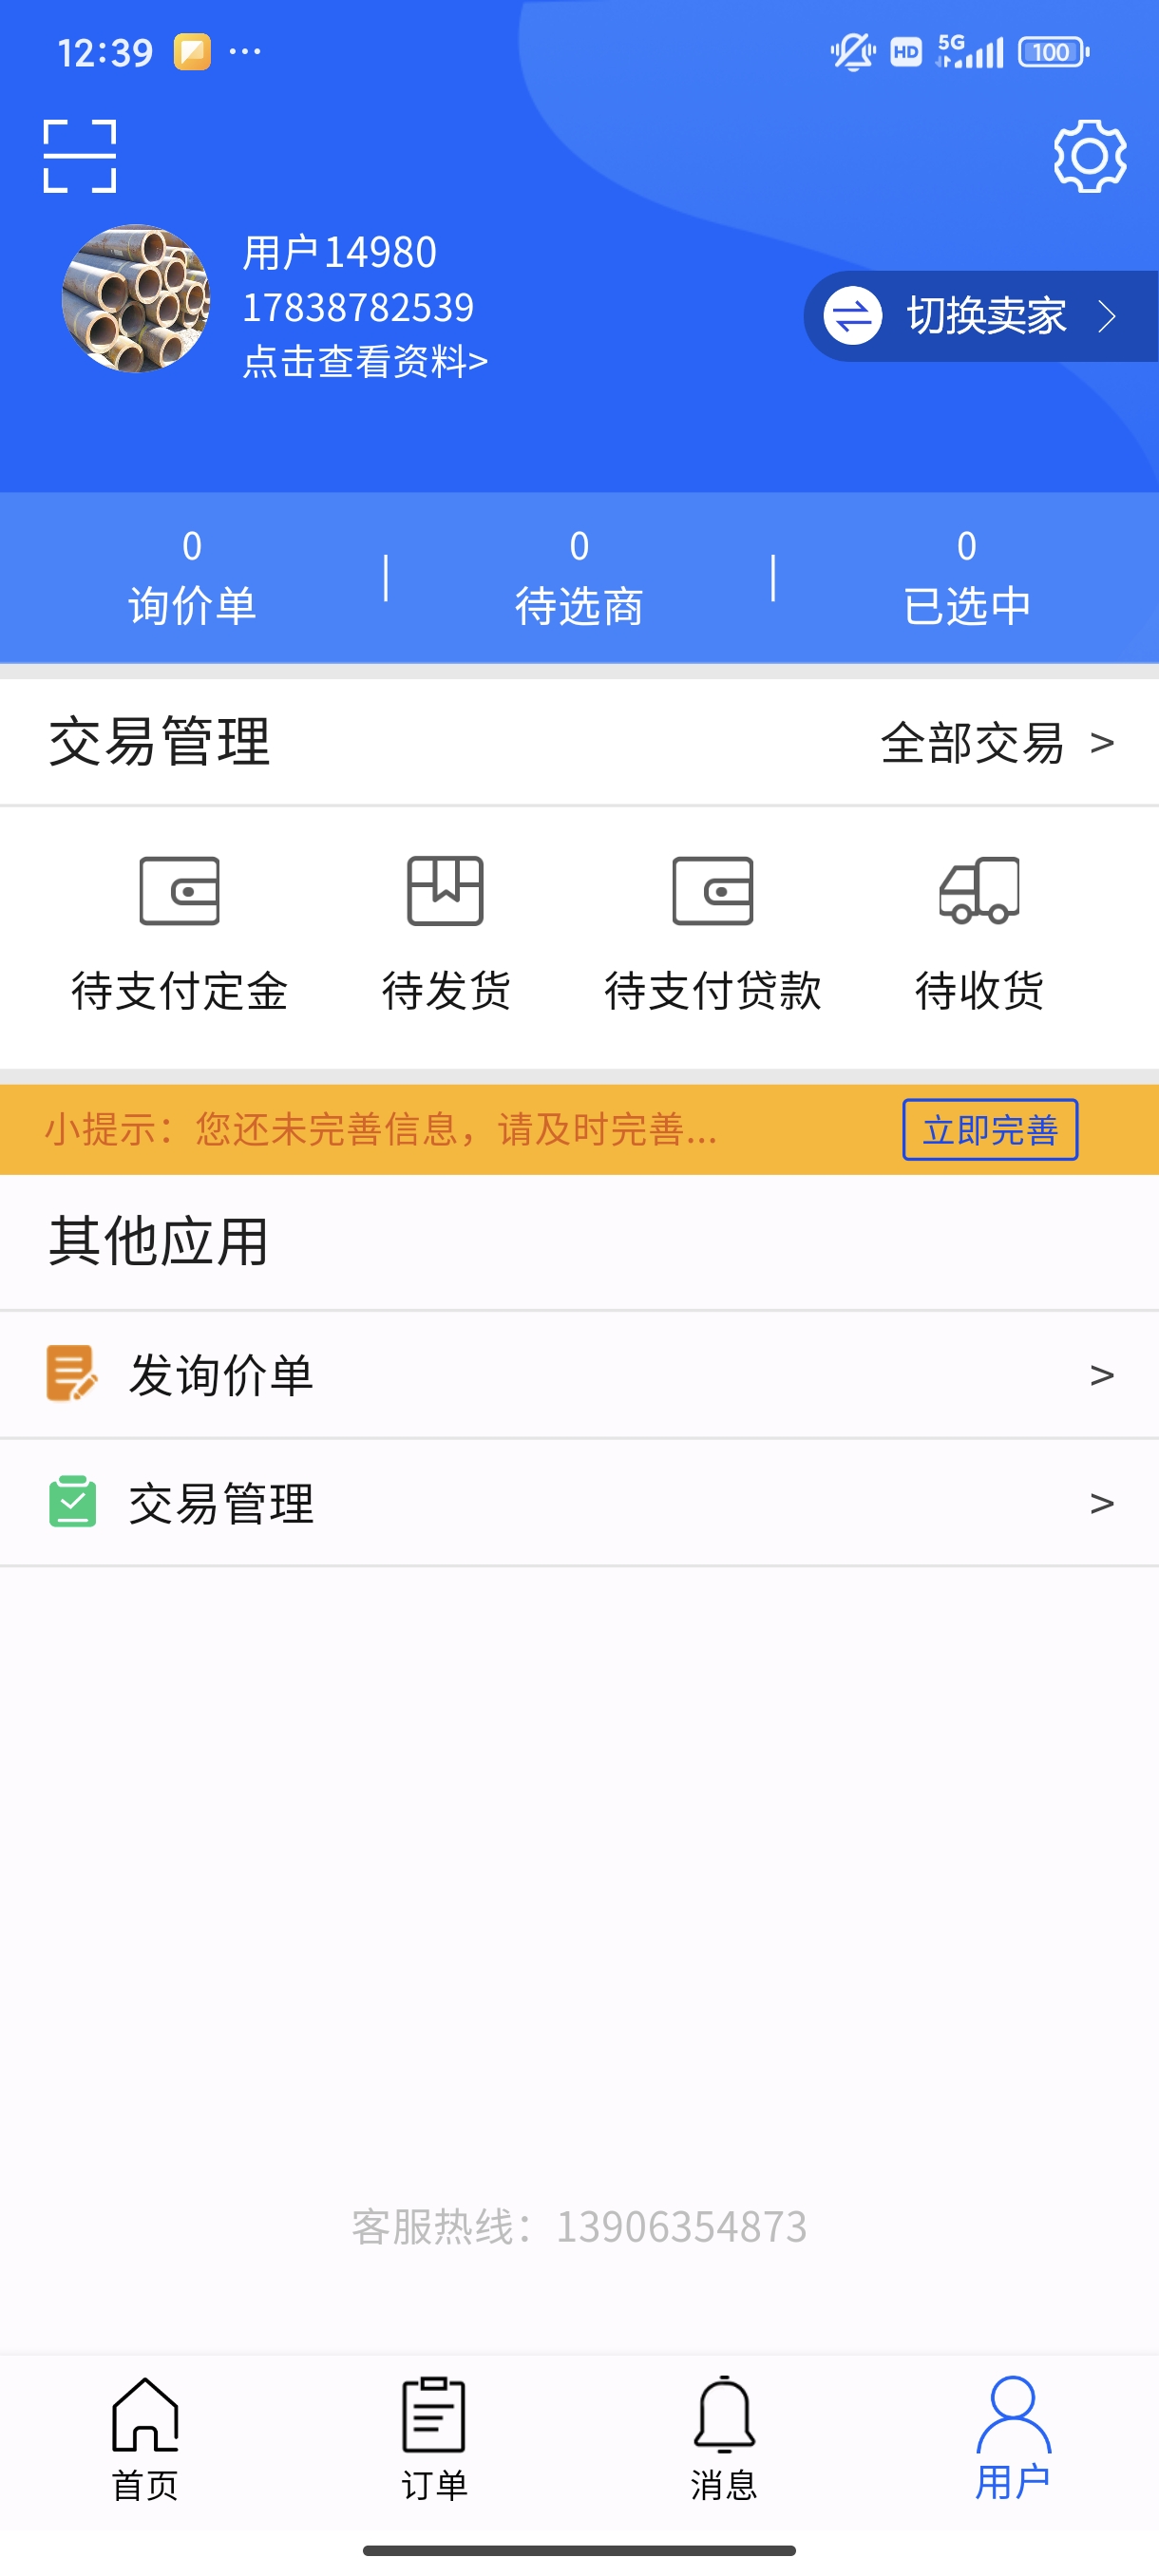 12:39 ... HD 5G 100
用户14980
17838782539
点击查看资料>
切换卖家
0 0 0
询价单 待选商 已选中
交易管理 全部交易 >
待支付定金 待发货 待支付贷款 待收货
小提示：您还未完善信息，请及时完善... 立即完善
其他应用
发询价单 >
交易管理 >
客服热线：13906354873
首页 订单 消息 用户